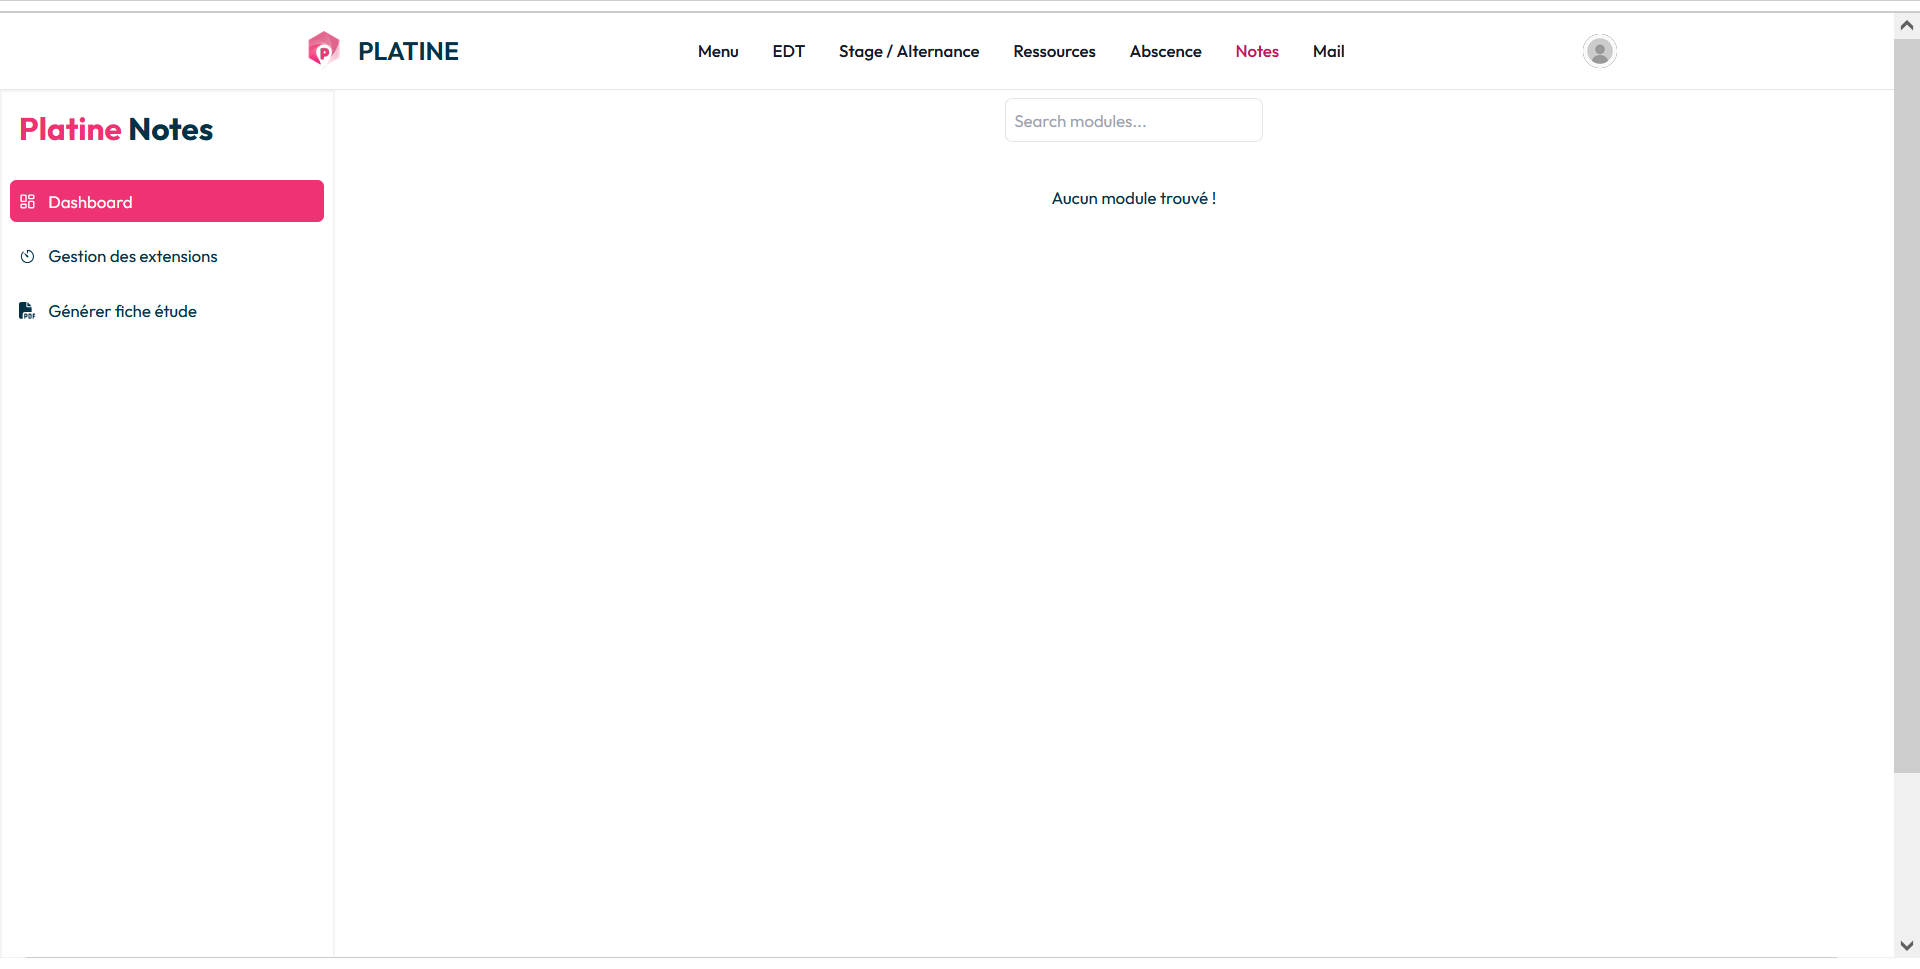 PLATINE
Menu EDT Stage / Alternance Ressources Abscence Notes Mail
Platine Notes
Search modules...
Dashboard
Aucun module trouvé !
Gestion des extensions
Générer fiche étude